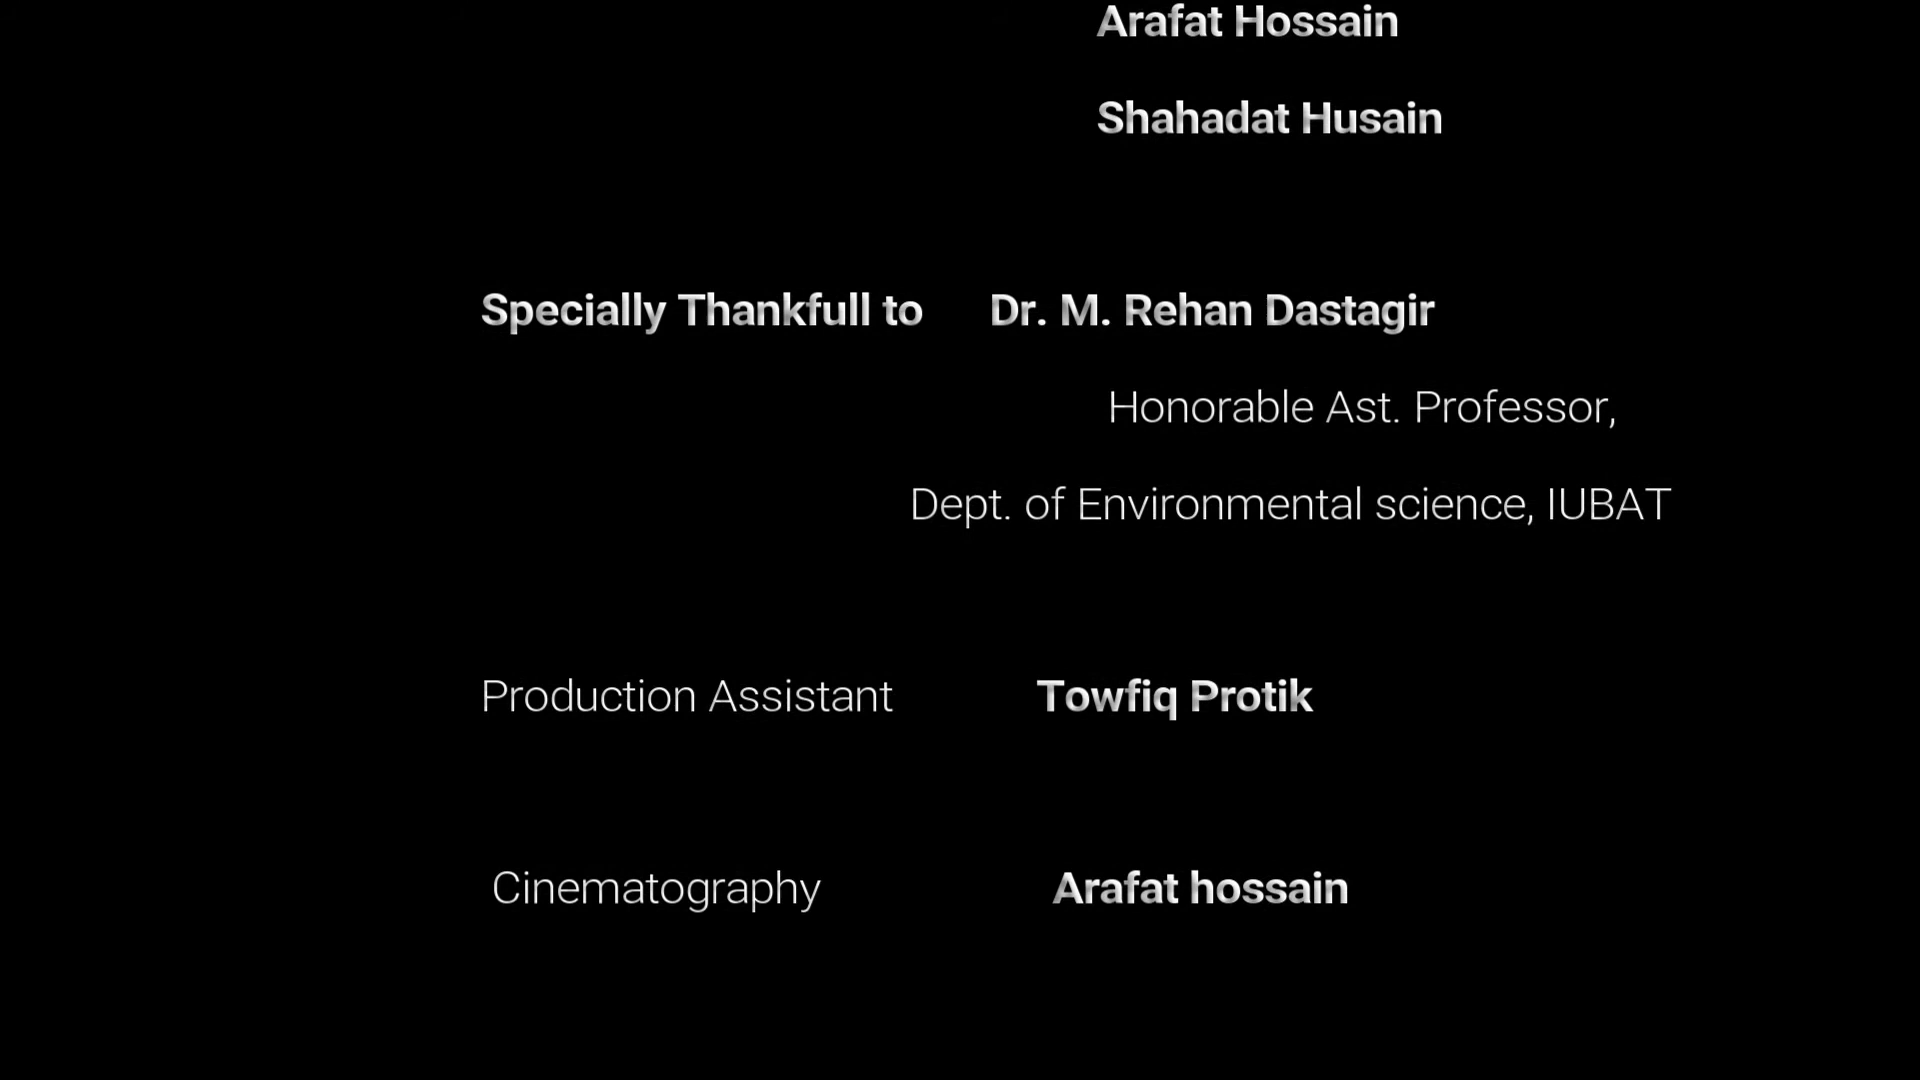 Arafat Hossain
Shahadat Husain
Specially Thankfull to Dr. M. Rehan Dastagir
Honorable Ast. Professor,
Dept. of Environmental science, IUBAT
Production Assistant Towfiq Protik
Cinematography Arafat hossain